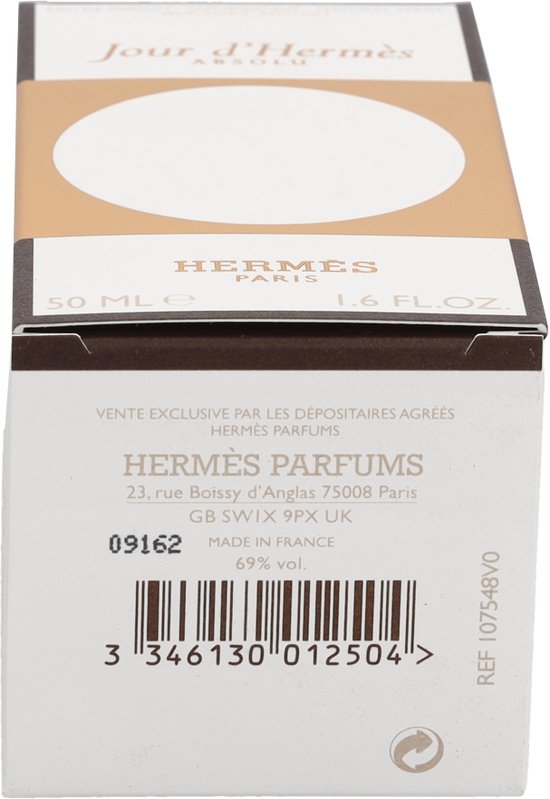 Jour d'Hermès
ABSOLU
HERMÈS
PARIS
50 ML ℮ 1.6 FL.OZ.
VENTE EXCLUSIVE PAR LES DÉPOSITAIRES AGRÉÉS
HERMÈS PARFUMS
HERMÈS PARFUMS
23, rue Boissy d'Anglas 75008 Paris
GB SW1X 9PX UK
09162
MADE IN FRANCE
69% vol.
3 346130 012504 >
REF 107548V0